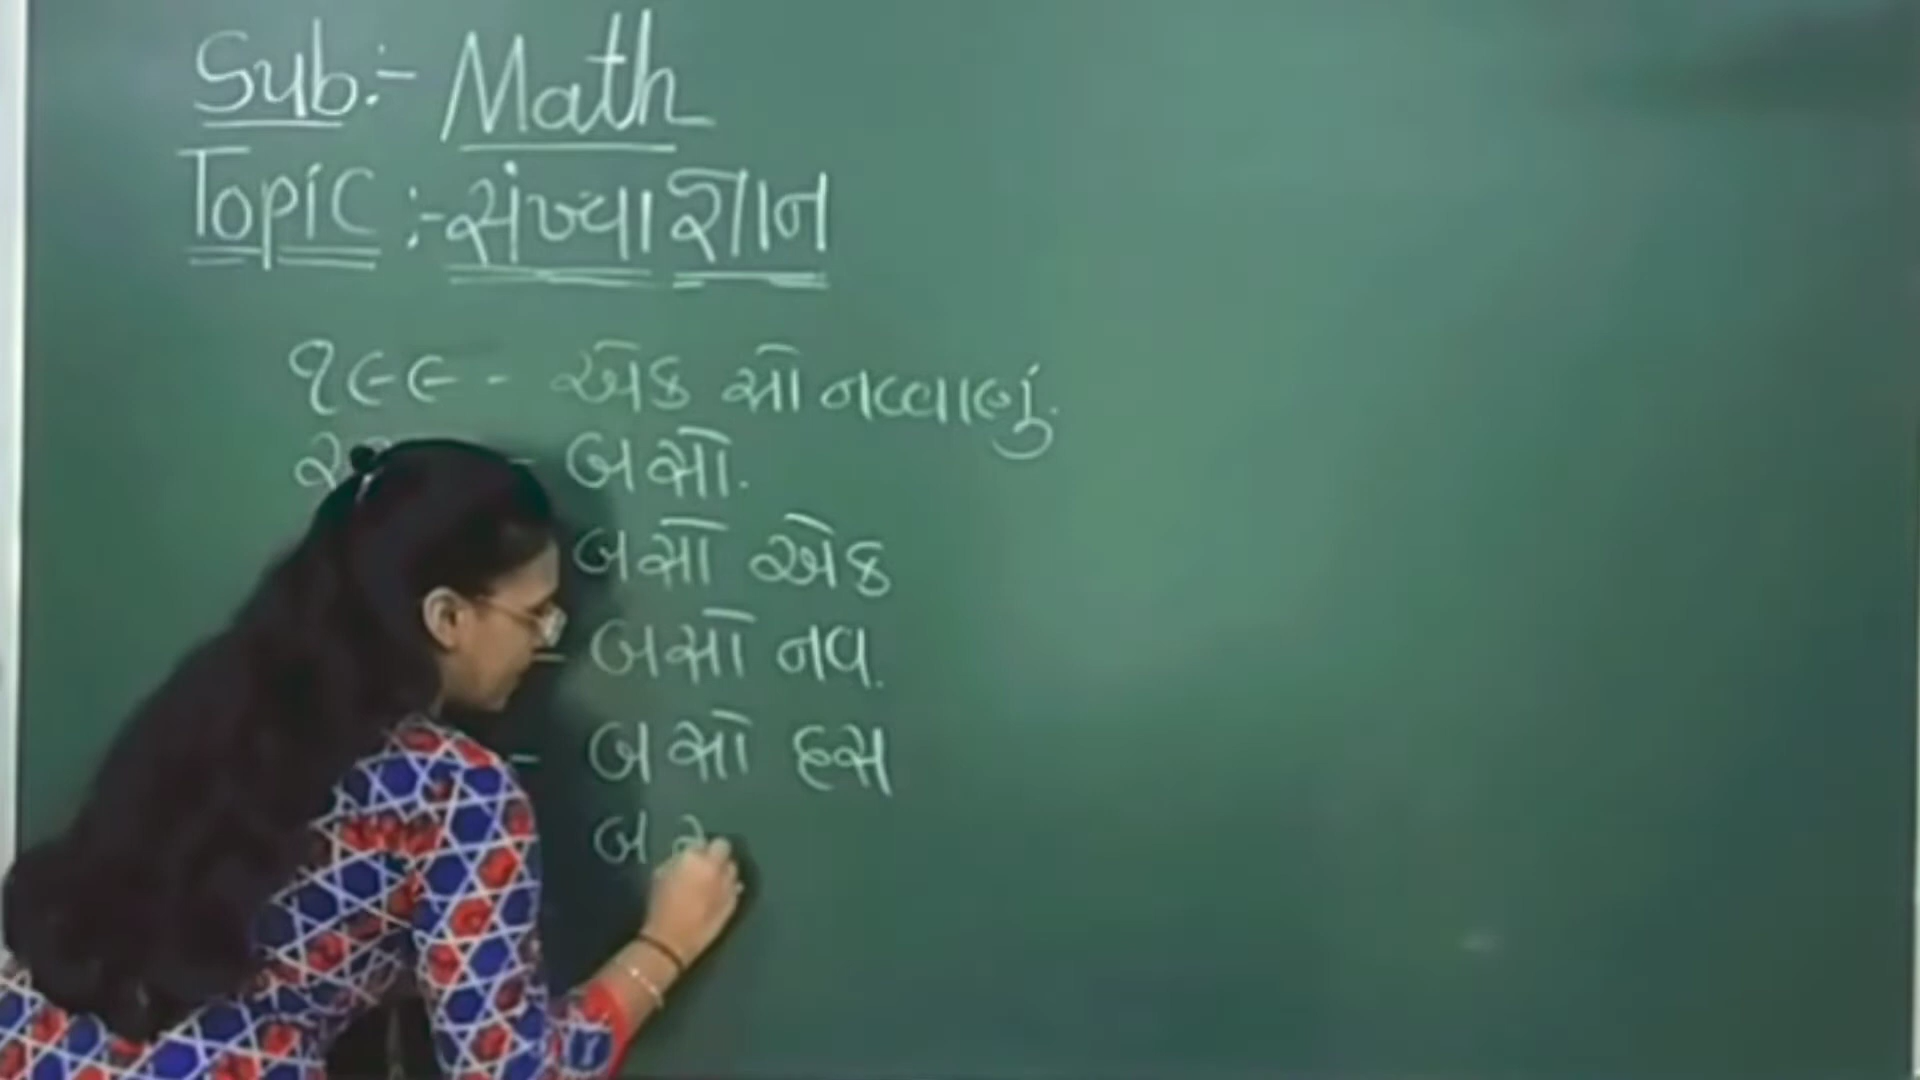 Sub:- Math
Topic :- સંખ્યા જ્ઞાન
૧૯૯ - એક સો નવ્વાણું.
- બસો.
બસો એક
- બસો નવ.
- બસો દસ
બ